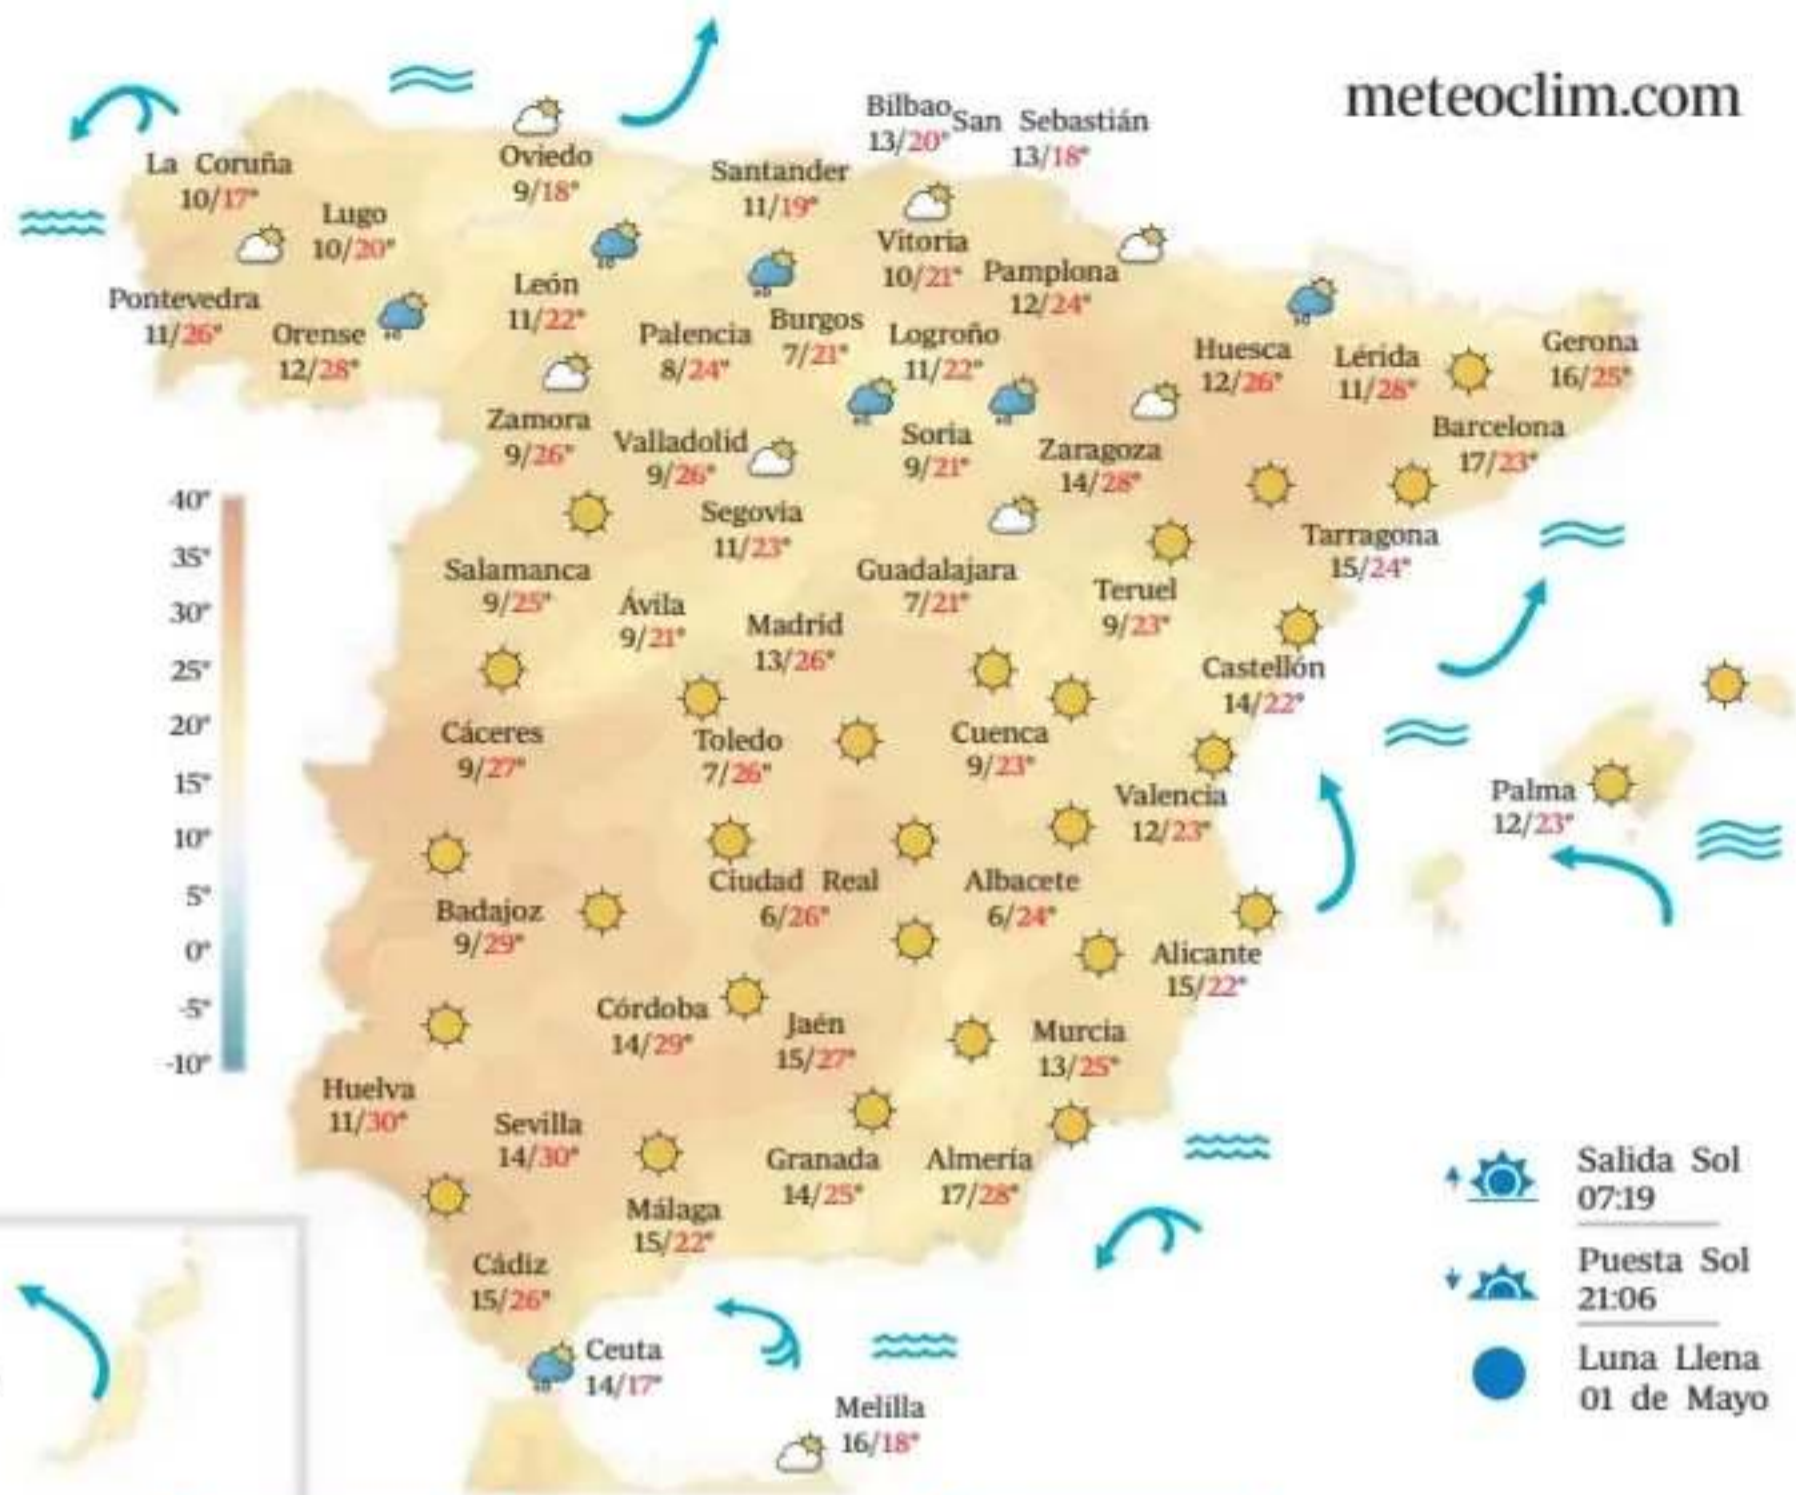 meteoclim.com
Bilbao
13/20°
San Sebastián
13/18°
La Coruña
10/17°
Oviedo
9/18°
Santander
11/19°
Lugo
10/20°
Vitoria
10/21°
Pamplona
12/24°
Pontevedra
11/26°
Orense
12/28°
León
11/22°
Palencia
8/24°
Burgos
7/21°
Logroño
11/22°
Huesca
12/26°
Lérida
11/28°
Gerona
16/25°
Zamora
9/26°
Valladolid
9/26°
Soria
9/21°
Zaragoza
14/28°
Barcelona
17/23°
Segovia
11/23°
Tarragona
15/24°
Salamanca
9/25°
Ávila
9/21°
Madrid
13/26°
Guadalajara
7/21°
Teruel
9/23°
Castellón
14/22°
Cáceres
9/27°
Toledo
7/26°
Cuenca
9/23°
Valencia
12/23°
Palma
12/23°
Badajoz
9/29°
Ciudad Real
6/26°
Albacete
6/24°
Alicante
15/22°
Córdoba
14/29°
Jaén
15/27°
Murcia
13/25°
Huelva
11/30°
Sevilla
14/30°
Granada
14/25°
Almería
17/28°
Málaga
15/22°
Cádiz
15/26°
Ceuta
14/17°
Melilla
16/18°
40°
35°
30°
25°
20°
15°
10°
5°
0°
-5°
-10°
Salida Sol
07:19
Puesta Sol
21:06
Luna Llena
01 de Mayo